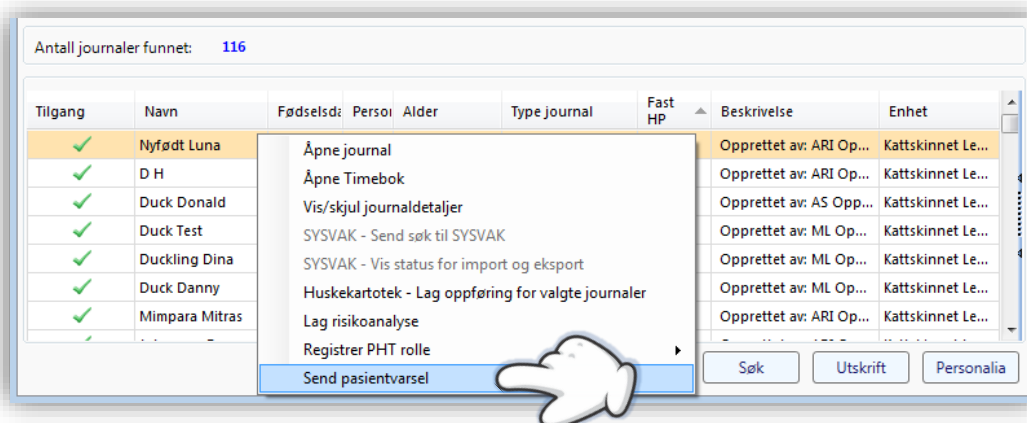 Antall journaler funnet: 116
Tilgang Navn Fødselsda Person Alder Type journal Fast HP Beskrivelse Enhet
Nyfødt Luna Opprettet av: ARI Op... Kattskinnet Le...
D H Opprettet av: ARI Op... Kattskinnet Le...
Duck Donald Opprettet av: AS Opp... Kattskinnet Le...
Duck Test Opprettet av: ML Op... Kattskinnet Le...
Duckling Dina Opprettet av: ML Op... Kattskinnet Le...
Duck Danny Opprettet av: ML Op... Kattskinnet Le...
Mimpara Mitras Opprettet av: ARI Op... Kattskinnet Le...
Åpne journal
Åpne Timebok
Vis/skjul journaldetaljer
SYSVAK - Send søk til SYSVAK
SYSVAK - Vis status for import og eksport
Huskekartotek - Lag oppføring for valgte journaler
Lag risikoanalyse
Registrer PHT rolle
Send pasientvarsel
Søk Utskrift Personalia